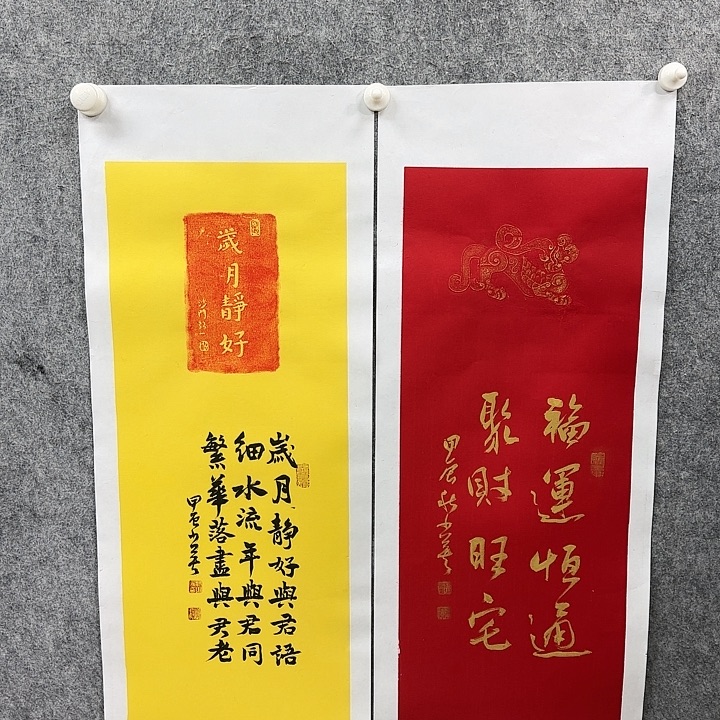 歲月靜好
歲月靜好與君語
細水流年與君同
繁華落盡與君老
甲辰
福運恒通
聚財旺宅
甲辰秋